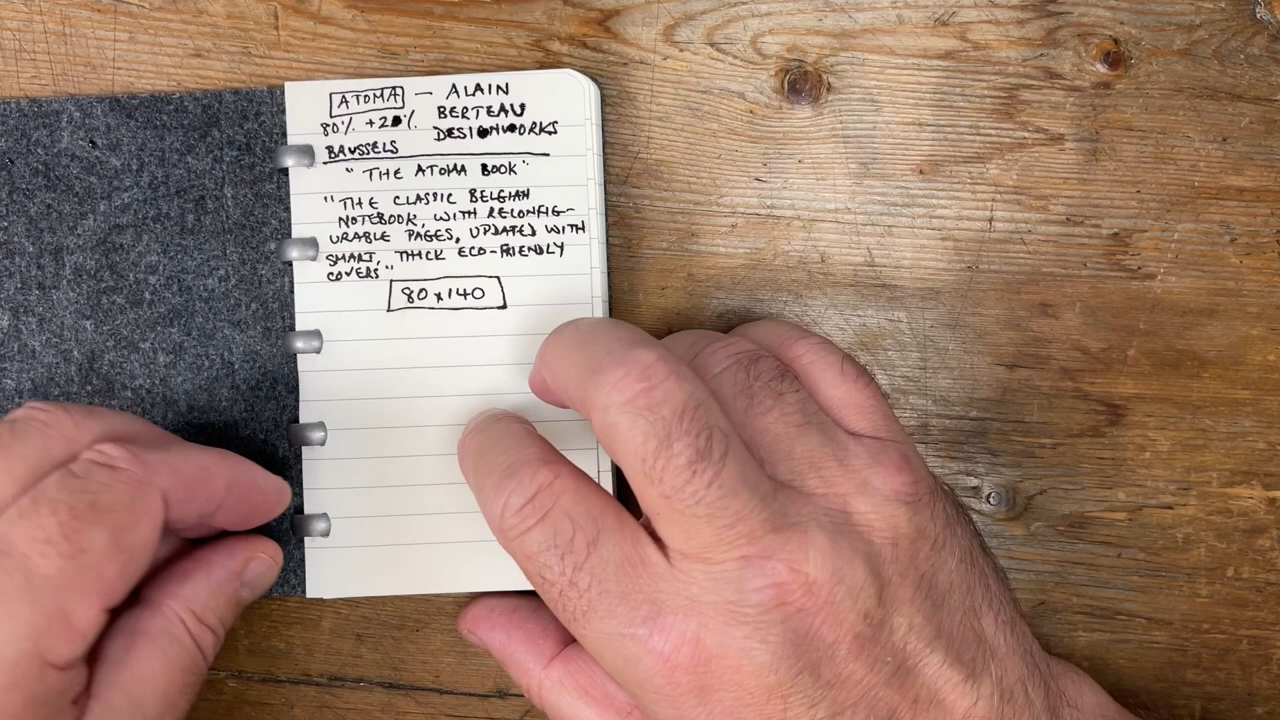 ATOMA — ALAIN
80% + 20% BERTEAU
DESIGNWORKS
BRUSSELS
"THE ATOMA BOOK"
"THE CLASSIC BELGIAN
NOTEBOOK, WITH RECONFIG-
URABLE PAGES, UPDATED WITH
SMART, THICK ECO-FRIENDLY
COVERS"
80 x 140